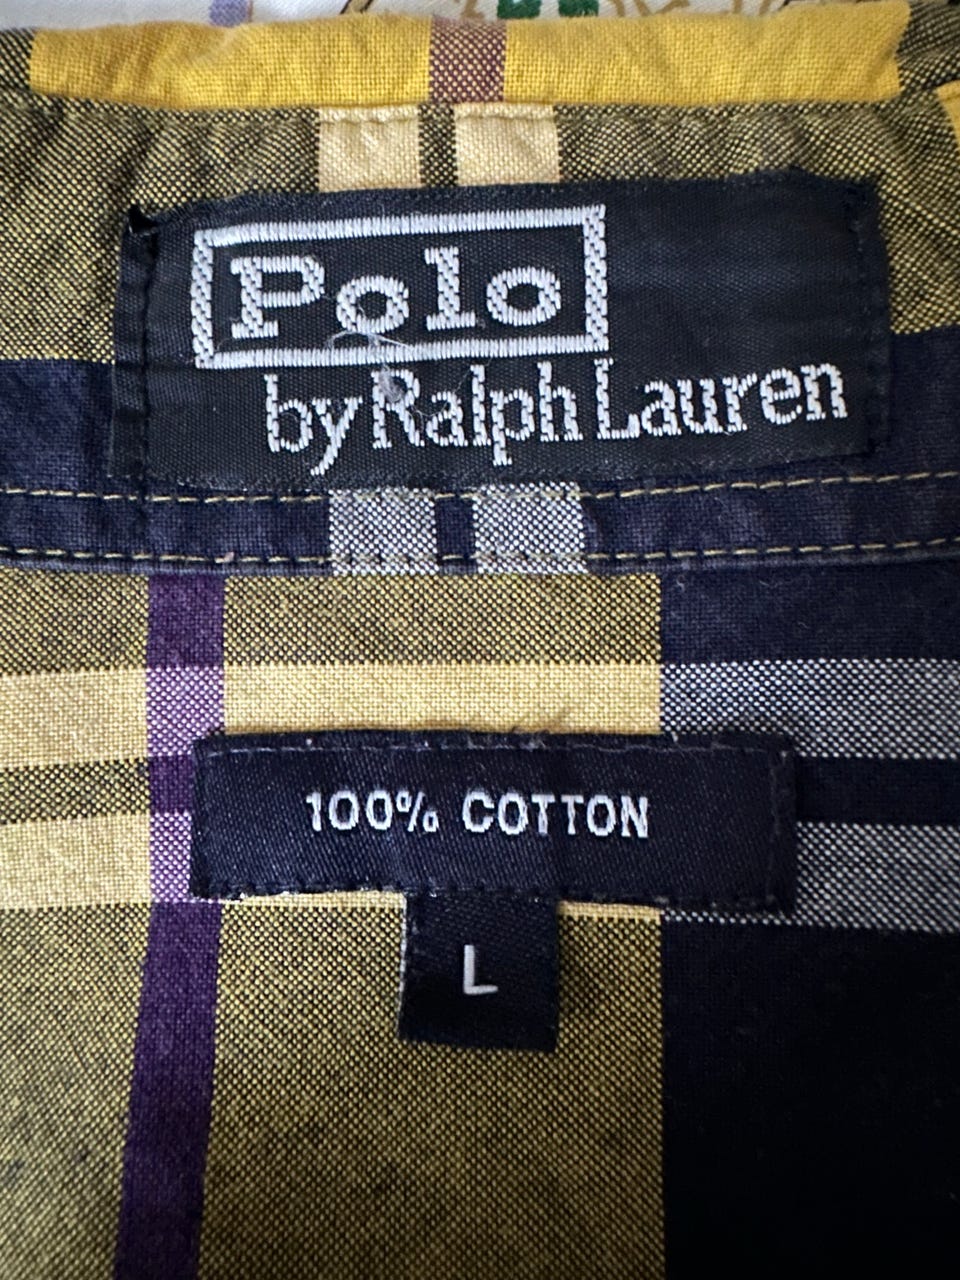 Polo
by Ralph Lauren
100% COTTON
L